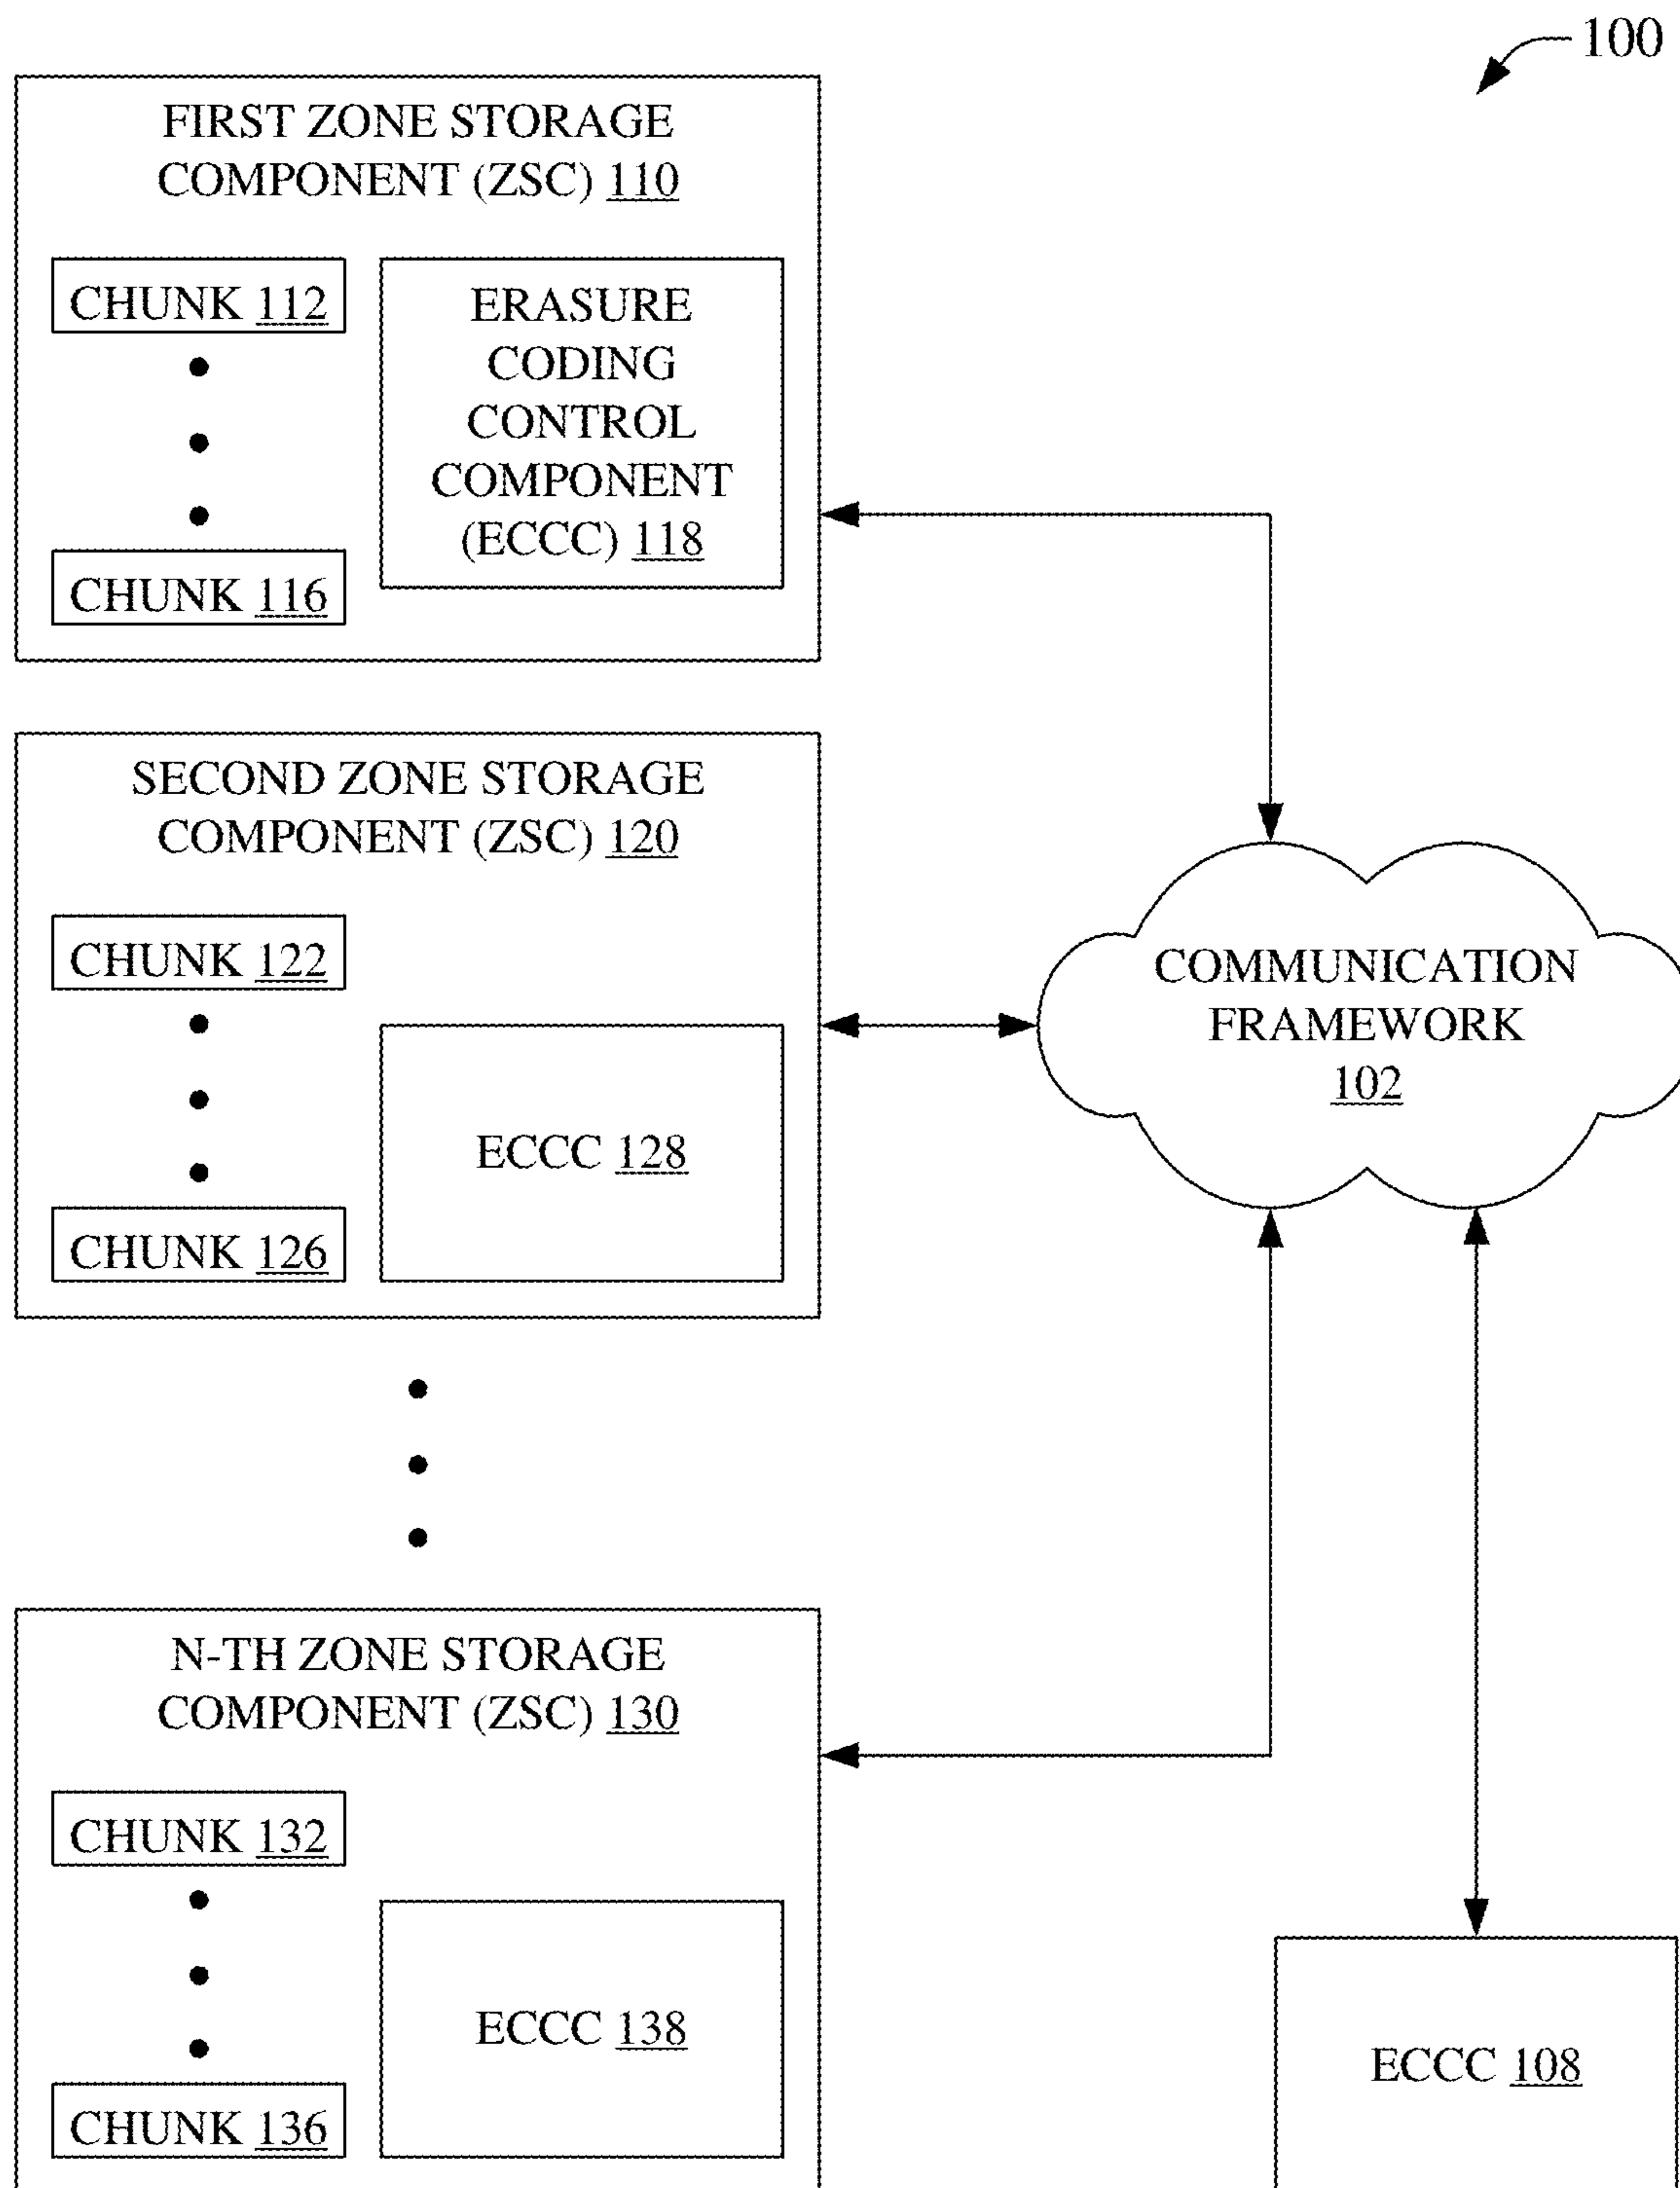 100
FIRST ZONE STORAGE
COMPONENT (ZSC) 110
CHUNK 112
CHUNK 116
ERASURE
CODING
CONTROL
COMPONENT
(ECCC) 118
SECOND ZONE STORAGE
COMPONENT (ZSC) 120
CHUNK 122
CHUNK 126
ECCC 128
COMMUNICATION
FRAMEWORK
102
N-TH ZONE STORAGE
COMPONENT (ZSC) 130
CHUNK 132
CHUNK 136
ECCC 138
ECCC 108